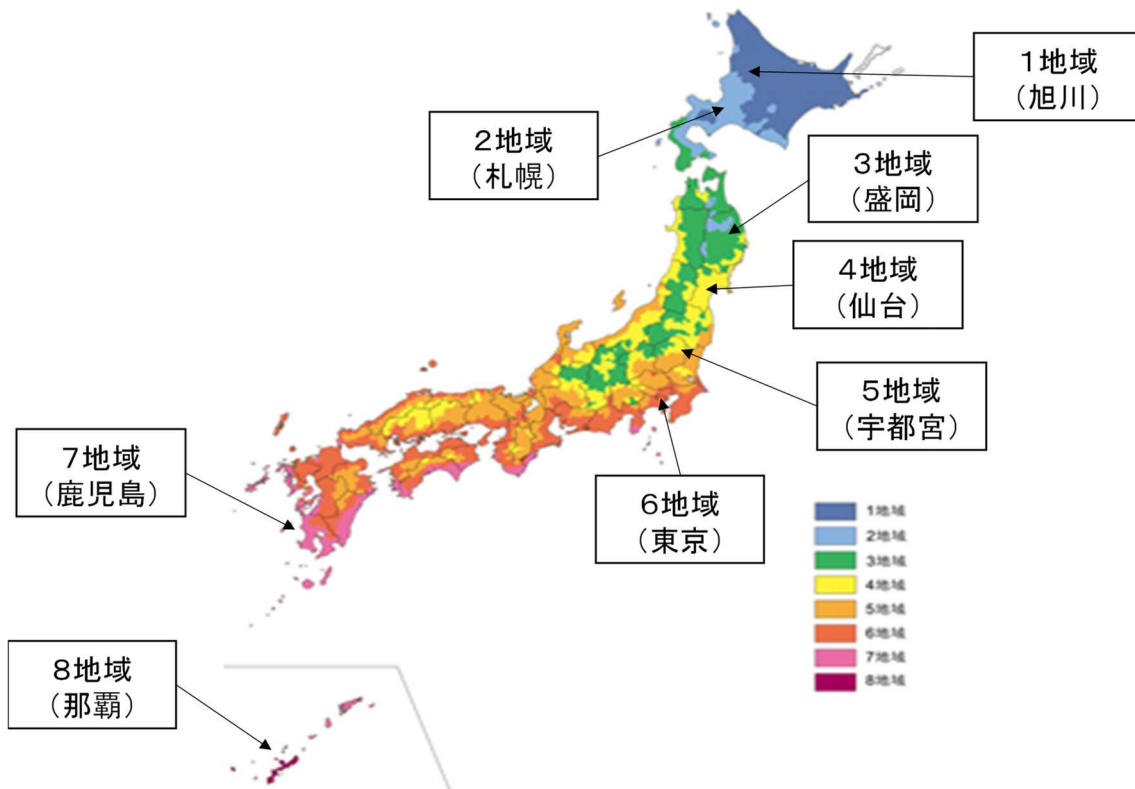 1地域
（旭川）
2地域
（札幌）
3地域
（盛岡）
4地域
（仙台）
5地域
（宇都宮）
6地域
（東京）
7地域
（鹿児島）
8地域
（那覇）
1地域
2地域
3地域
4地域
5地域
6地域
7地域
8地域